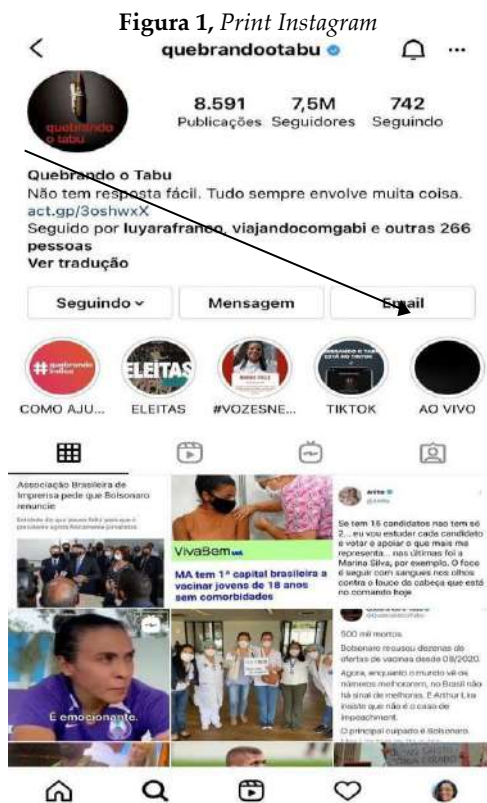 Figura 1, Print Instagram
quebrandootabu
8.591 7,5M 742
Publicações Seguidores Seguindo
quebrando
o tabu
Quebrando o Tabu
Não tem resposta fácil. Tudo sempre envolve muita coisa.
act.gp/3oshwxX
Seguido por luyarafranco, viajandocomgabi e outras 266
pessoas
Ver tradução
Seguindo Mensagem Email
# quebrando
ELEITAS
COMO AJU... ELEITAS #VOZESNE... TIKTOK AO VIVO
Associação Brasileira de
Imprensa pede que Bolsonaro
renuncie
VivaBem
MA tem 1ª capital brasileira a
vacinar jovens de 18 anos
sem comorbidades
anitta
Se tem 16 candidatos nao tem só
2... eu vou estudar cada candidato
e votar e apoiar o que mais me
representa... nas últimas foi a
Marina Silva, por exemplo. O foco
é seguir com sangues nos olhos
contra o louco da cabeça que está
no comando hoje
É emocionante.
500 mil mortos.
Bolsonaro recusou dezenas de
ofertas de vacinas desde 08/2020.
Agora, enquanto o mundo vê os
números melhorarem, no Brasil não
há sinal de melhoras. E Arthur Lira
insiste que não é o caso de
impeachment.
O principal culpado é Bolsonaro.